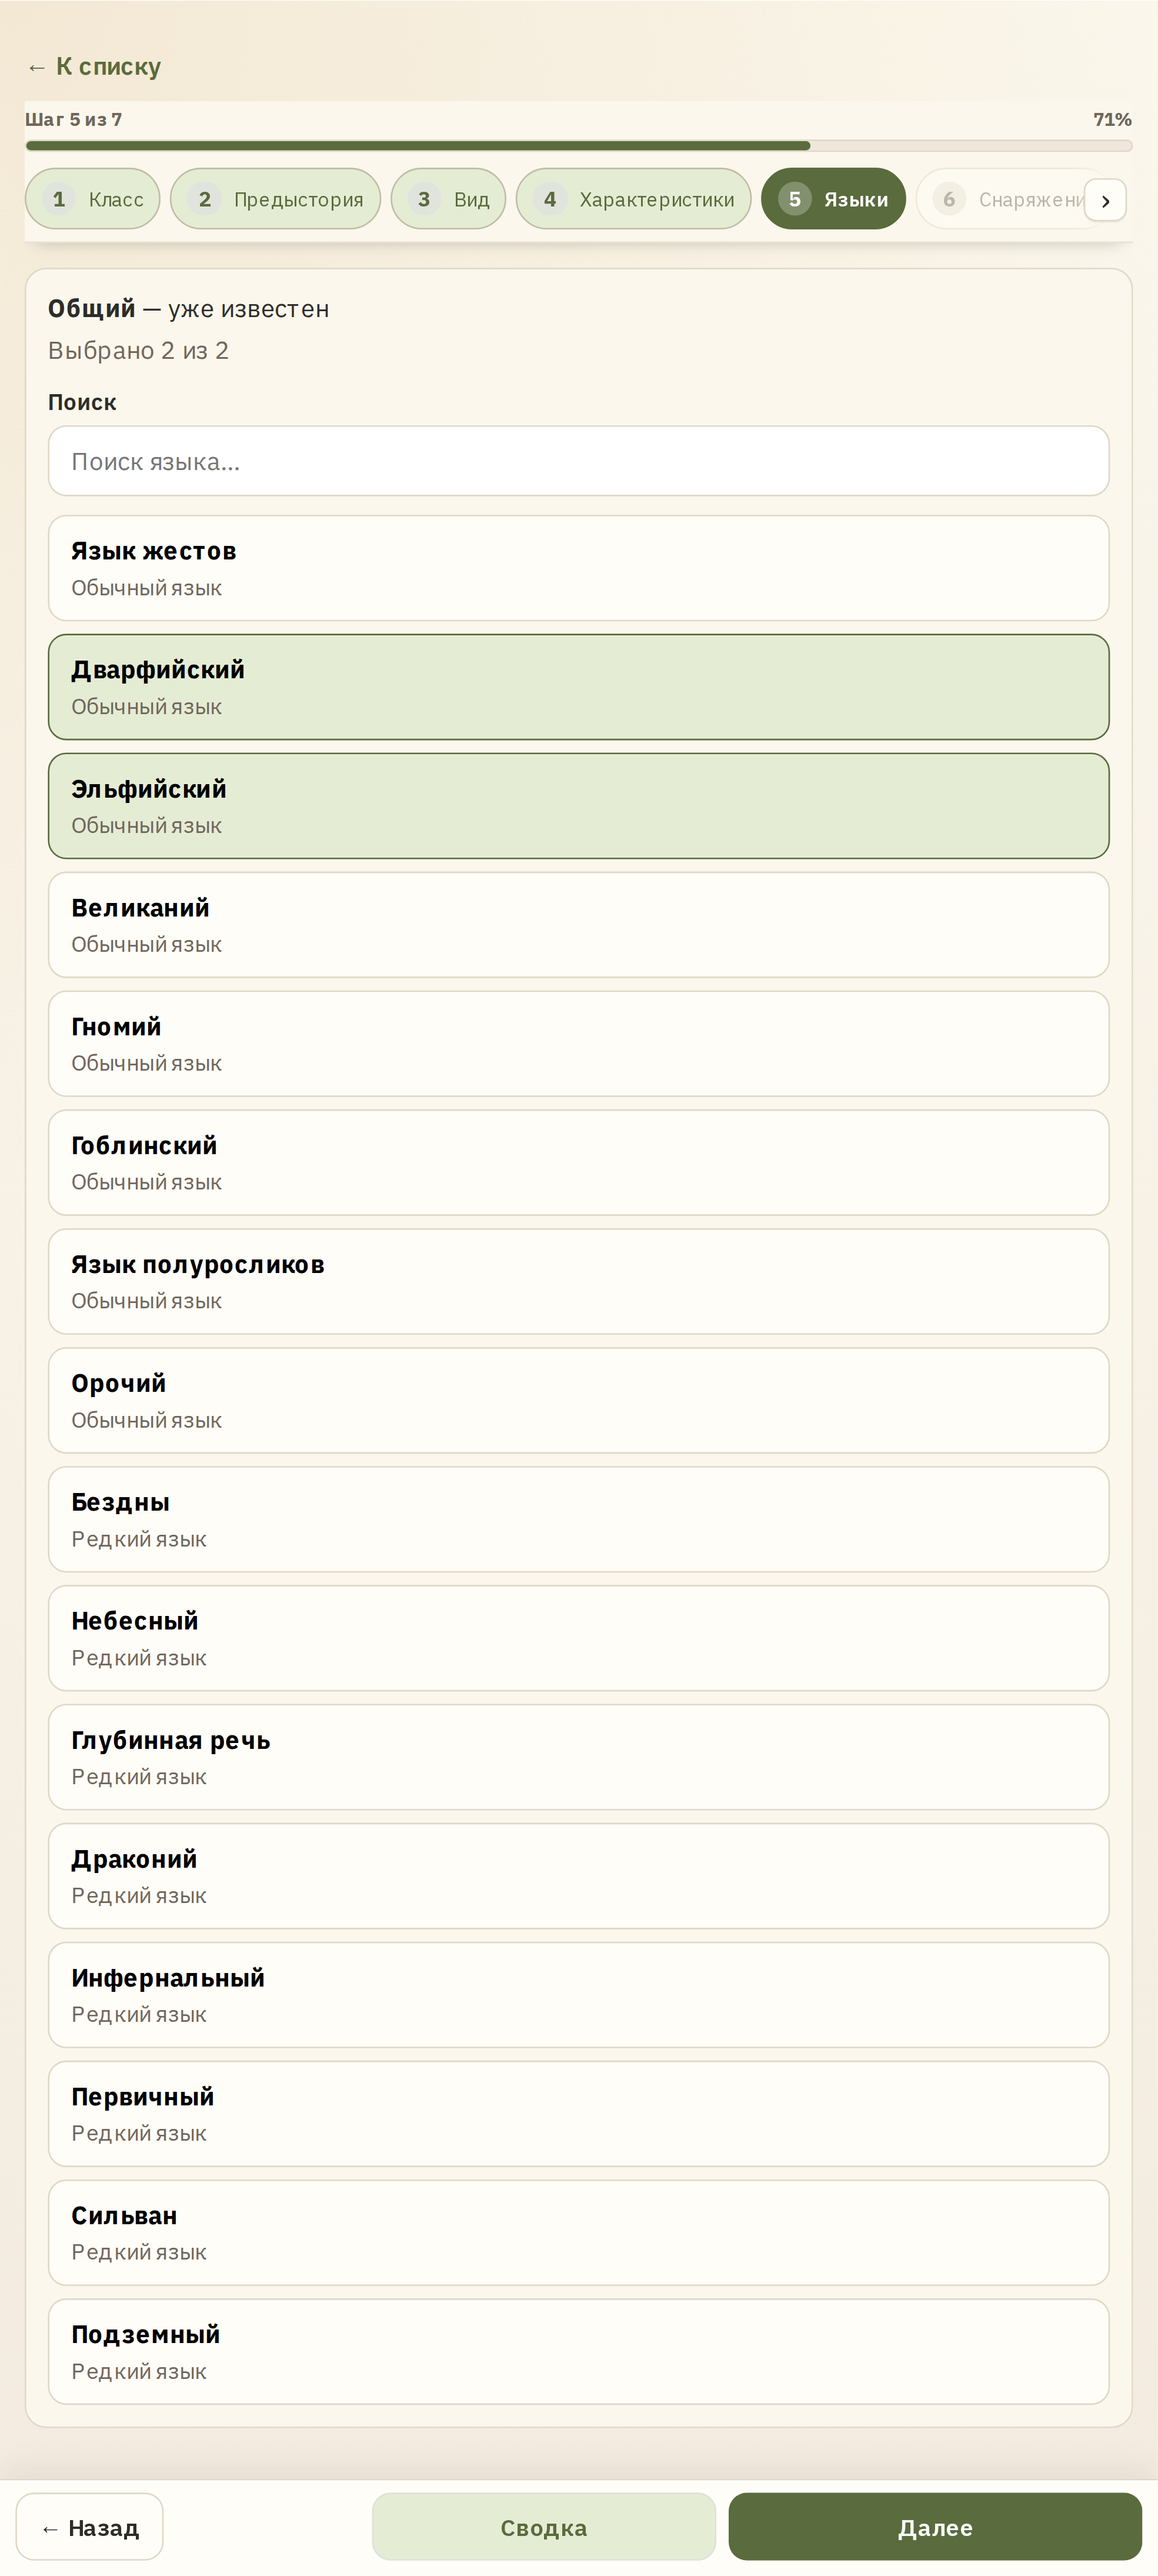 ← К списку
Шаг 5 из 7 71%
1 Класс 2 Предыстория 3 Вид 4 Характеристики 5 Языки 6 Снаряжени ›
Общий — уже известен
Выбрано 2 из 2
Поиск
Поиск языка...
Язык жестов
Обычный язык
Дварфийский
Обычный язык
Эльфийский
Обычный язык
Великаний
Обычный язык
Гномий
Обычный язык
Гоблинский
Обычный язык
Язык полуросликов
Обычный язык
Орочий
Обычный язык
Бездны
Редкий язык
Небесный
Редкий язык
Глубинная речь
Редкий язык
Драконий
Редкий язык
Инфернальный
Редкий язык
Первичный
Редкий язык
Сильван
Редкий язык
Подземный
Редкий язык
← Назад Сводка Далее